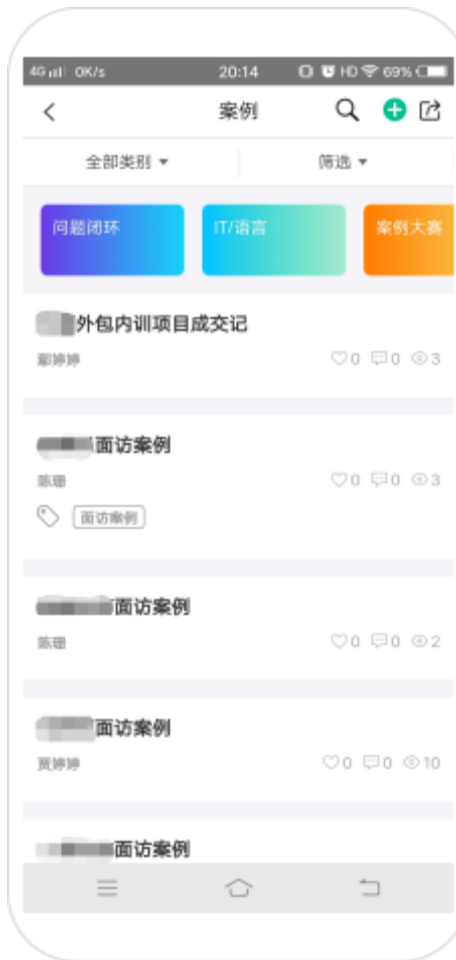 4G 0K/s 20:14 HD 69%
案例
全部类别 筛选
问题闭环 IT/语言 案例大赛
外包内训项目成交记
鄢婷婷 0 0 3
面访案例
陈珊 0 0 3
面访案例
面访案例
陈珊 0 0 2
面访案例
贾婷婷 0 0 10
面访案例